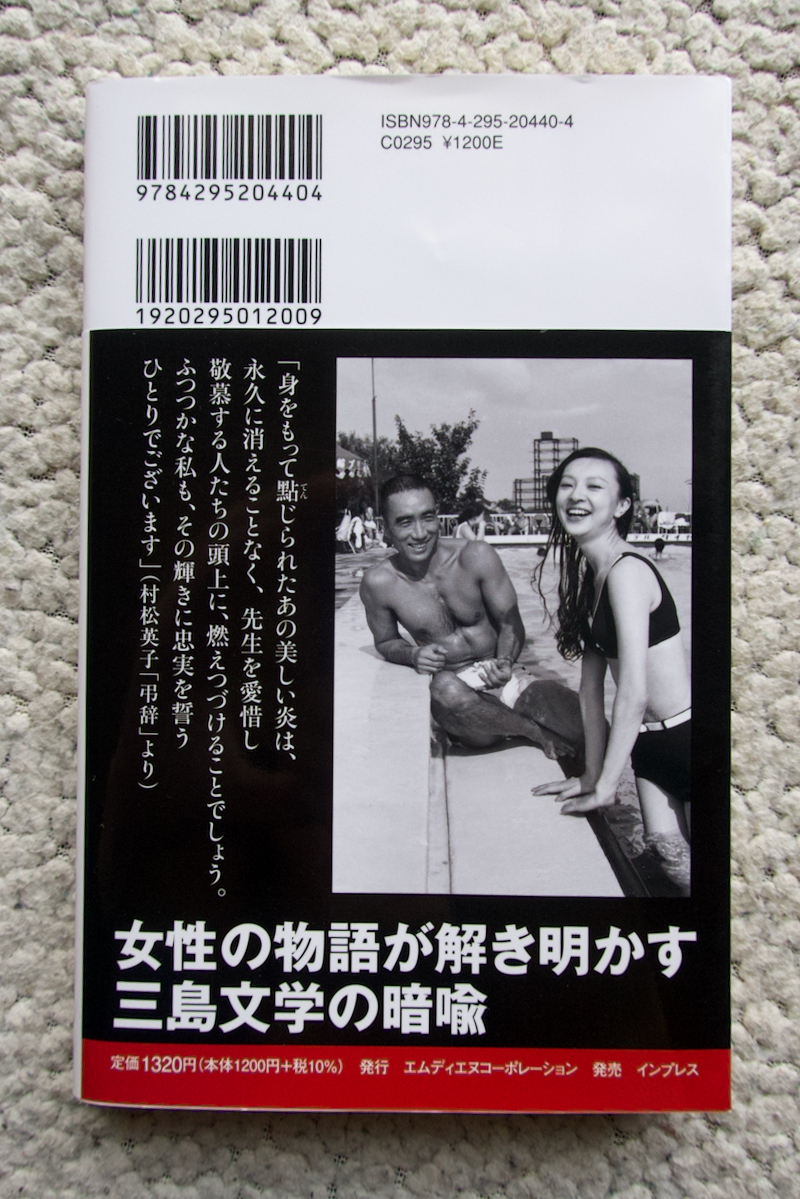 ISBN978-4-295-20440-4
C0295 ¥1200E
9784295204404
1920295012009
「身をもって點じられたあの美しい炎は、
てん
永久に消えることなく、先生を愛惜し
敬慕する人たちの頭上に、燃えつづけることでしょう。
ふつつかな私も、その輝きに忠実を誓う
ひとりでございます」(村松英子「弔辞」より)
女性の物語が解き明かす
三島文学の暗喩
定価1320円(本体1200円+税10%) 発行 エムディエヌコーポレーション 発売 インプレス